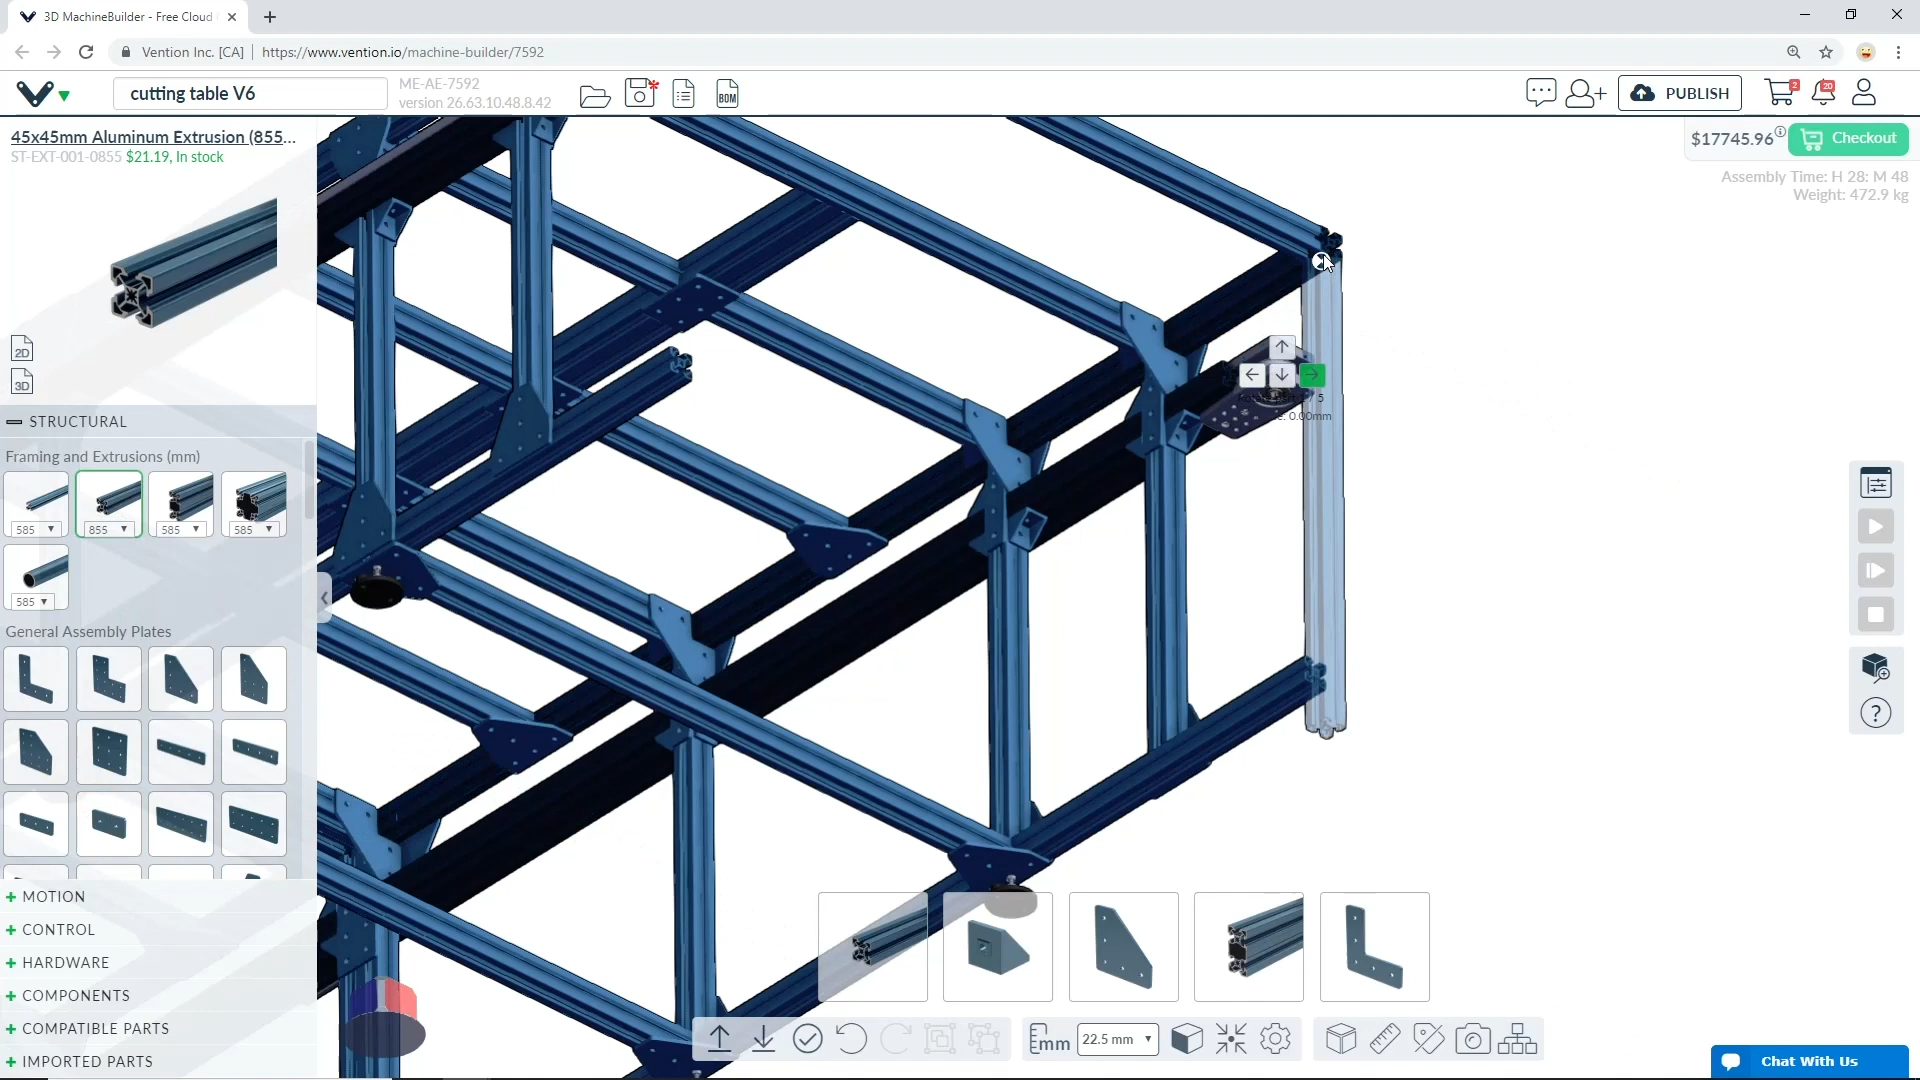 3D MachineBuilder - Free Cloud
Vention Inc. [CA]
https://www.vention.io/machine-builder/7592
cutting table V6
ME-AE-7592
version 26.63.10.48.8.42
BOM
PUBLISH
2
20
45x45mm Aluminum Extrusion (855...
ST-EXT-001-0855 $21.19, In stock
$17745.96
Checkout
Assembly Time: H 28: M 48
Weight: 472.9 kg
2D
3D
5
0.00mm
STRUCTURAL
Framing and Extrusions (mm)
585
855
585
585
585
General Assembly Plates
MOTION
CONTROL
HARDWARE
COMPONENTS
COMPATIBLE PARTS
IMPORTED PARTS
mm
22.5 mm
?
Chat With Us